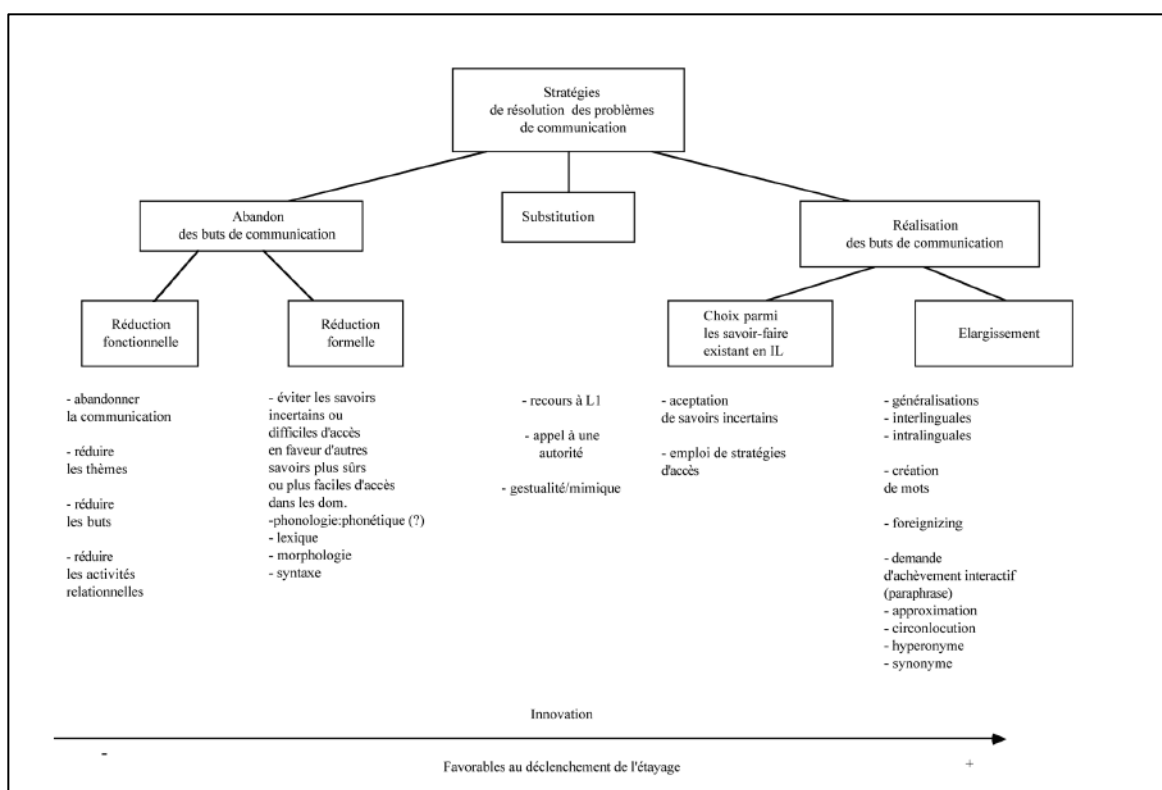 Stratégies
de résolution des problèmes
de communication
Abandon
des buts de communication
Substitution
Réalisation
des buts de communication
Réduction
fonctionnelle
Réduction
formelle
Choix parmi
les savoir-faire
existant en IL
Elargissement
- abandonner
la communication
- réduire
les thèmes
- réduire
les buts
- réduire
les activités
relationnelles
- éviter les savoirs
incertains ou
difficiles d'accès
en faveur d'autres
savoirs plus sûrs
ou plus faciles d'accès
dans les dom.
-phonologie:phonétique (?)
- lexique
- morphologie
- syntaxe
- recours à L1
- appel à une
autorité
- gestualité/mimique
- aceptation
de savoirs incertains
- emploi de stratégies
d'accès
- généralisations
- interlinguales
- intralinguales
- création
de mots
- foreignizing
- demande
d'achèvement interactif
(paraphrase)
- approximation
- circonlocution
- hyperonyme
- synonyme
Innovation
- +
Favorables au déclenchement de l'étayage